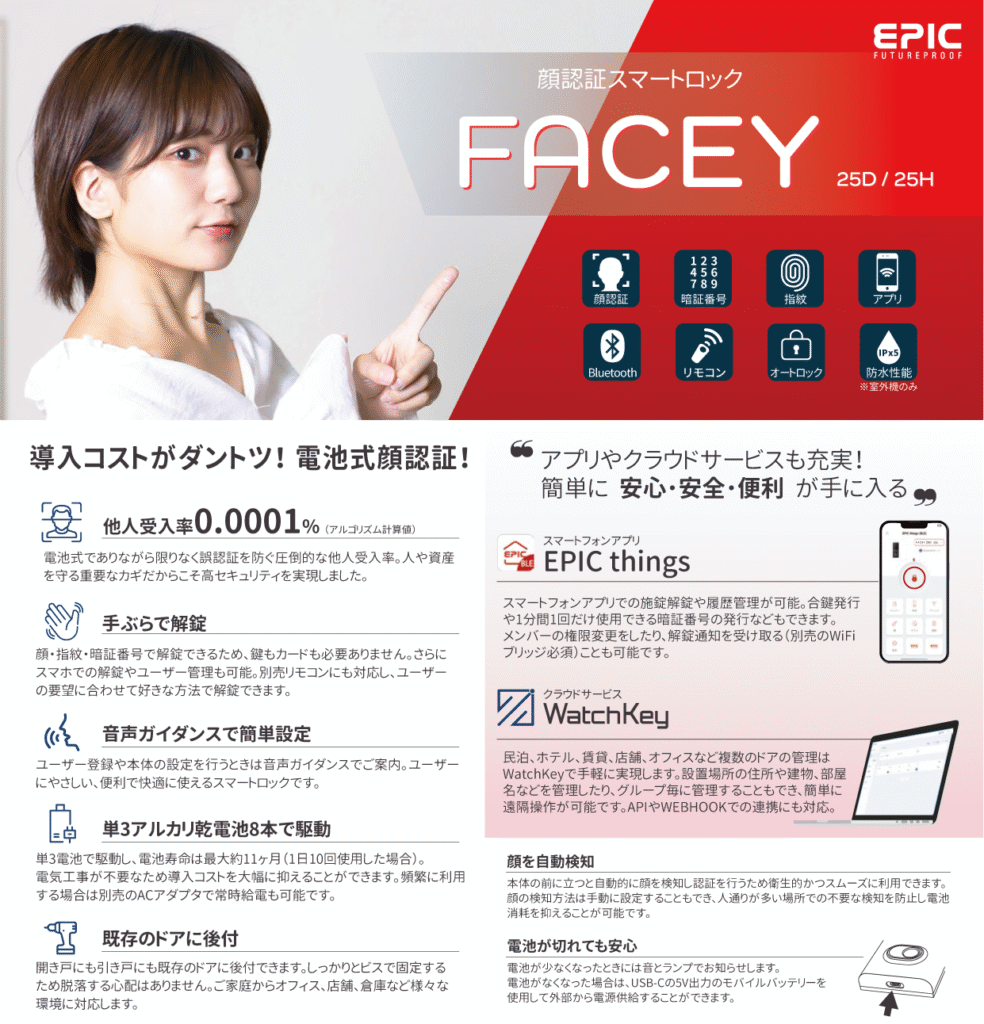 EPIC
FUTUREPROOF
顔認証スマートロック
FACEY
25D / 25H
123
456
789
顔認証
暗証番号
指紋
アプリ
IPx5
Bluetooth
リモコン
オートロック
防水性能
※室外機のみ
導入コストがダントツ！電池式顔認証！
他人受入率0.0001%（アルゴリズム計算値）
電池式でありながら限りなく誤認証を防ぐ圧倒的な他人受入率。人や資産
を守る重要なカギだからこそ高セキュリティを実現しました。
手ぶらで解錠
顔・指紋・暗証番号で解錠できるため、鍵もカードも必要ありません。さらに
スマホでの解錠やユーザー管理も可能。別売リモコンにも対応し、ユーザー
の要望に合わせて好きな方法で解錠できます。
音声ガイダンスで簡単設定
ユーザー登録や本体の設定を行うときは音声ガイダンスでご案内。ユーザー
にやさしい、便利で快適に使えるスマートロックです。
単3アルカリ乾電池8本で駆動
単3電池で駆動し、電池寿命は最大約11ヶ月（1日10回使用した場合）。
電気工事が不要なため導入コストを大幅に抑えることができます。頻繁に利用
する場合は別売のACアダプタで常時給電も可能です。
既存のドアに後付
開き戸にも引き戸にも既存のドアに後付できます。しっかりとビスで固定する
ため脱落する心配はありません。ご家庭からオフィス、店舗、倉庫など様々な
環境に対応します。
❝アプリやクラウドサービスも充実！
簡単に 安心・安全・便利 が手に入る❞
EPIC
BLE
スマートフォンアプリ
EPIC things
スマートフォンアプリでの施錠解錠や履歴管理が可能。合鍵発行
や1分間1回だけ使用できる暗証番号の発行などもできます。
メンバーの権限変更をしたり、解錠通知を受け取る（別売のWiFi
ブリッジ必須）ことも可能です。
クラウドサービス
WatchKey
民泊、ホテル、賃貸、店舗、オフィスなど複数のドアの管理は
WatchKeyで手軽に実現します。設置場所の住所や建物、部屋
名などを管理したり、グループ毎に管理することもでき、簡単に
遠隔操作が可能です。APIやWEBHOOKでの連携にも対応。
顔を自動検知
本体の前に立つと自動的に顔を検知し認証を行うため衛生的かつスムーズに利用できます。
顔の検知方法は手動に設定することもでき、人通りが多い場所での不要な検知を防止し電池
消耗を抑えることが可能です。
電池が切れても安心
電池が少なくなったときには音とランプでお知らせします。
電池がなくなった場合は、USB-Cの5V出力のモバイルバッテリーを
使用して外部から電源供給することができます。